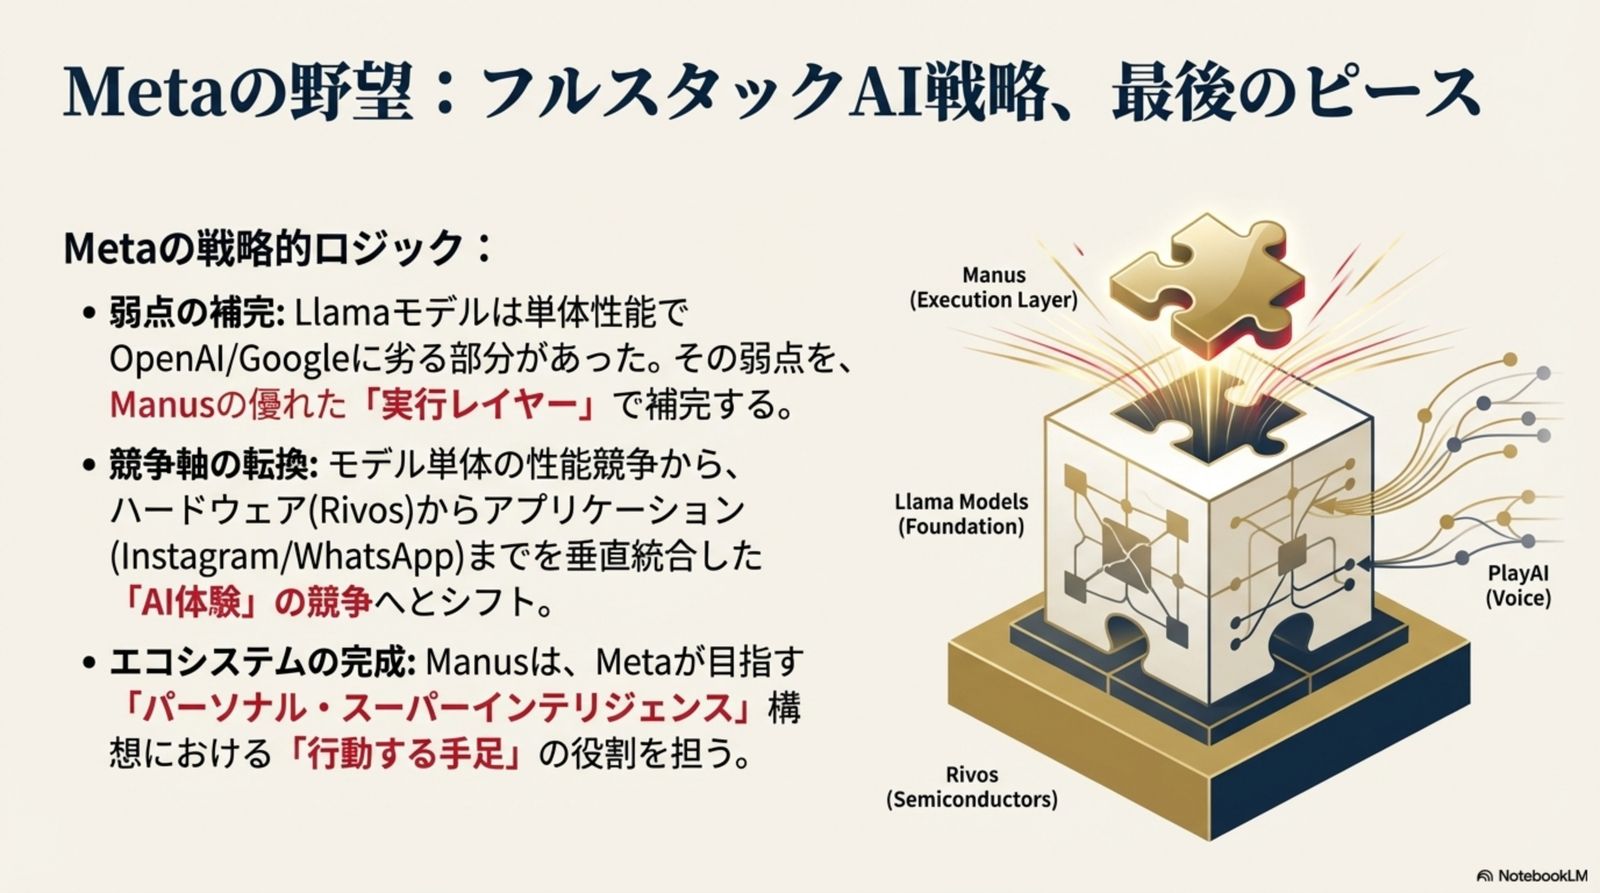 Metaの野望：フルスタックAI戦略、最後のピース
Metaの戦略的ロジック：
• 弱点の補完: Llamaモデルは単体性能で
OpenAI/Googleに劣る部分があった。その弱点を、
Manusの優れた「実行レイヤー」で補完する。
• 競争軸の転換: モデル単体の性能競争から、
ハードウェア(Rivos)からアプリケーション
(Instagram/WhatsApp)までを垂直統合した
「AI体験」の競争へとシフト。
• エコシステムの完成: Manusは、Metaが目指す
「パーソナル・スーパーインテリジェンス」構
想における「行動する手足」の役割を担う。
Manus
(Execution Layer)
Llama Models
(Foundation)
PlayAI
(Voice)
Rivos
(Semiconductors)
NotebookLM